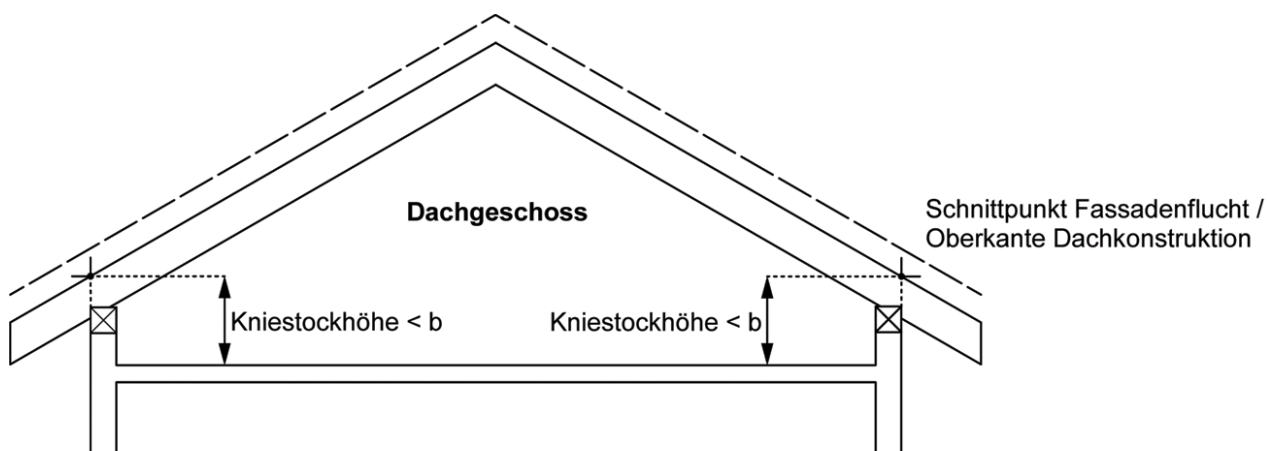 Dachgeschoss
Schnittpunkt Fassadenflucht /
Oberkante Dachkonstruktion
Kniestockhöhe < b
Kniestockhöhe < b